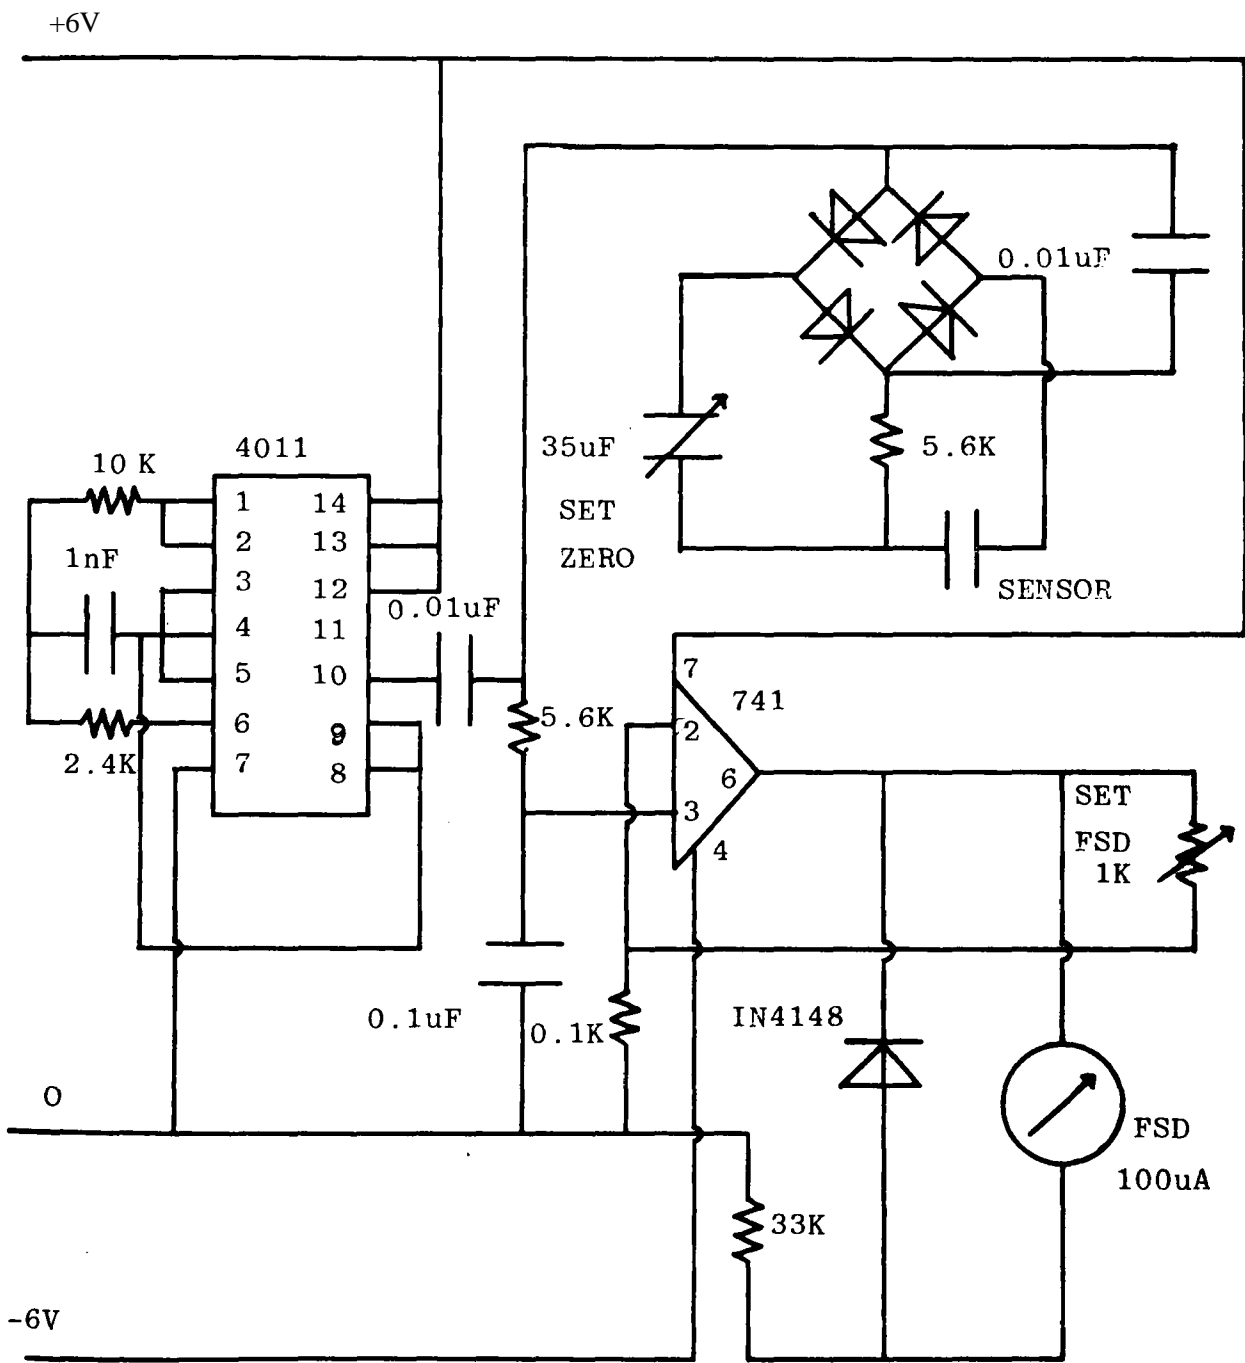 +6V
0.01uF
4011
10 K
1nF
2.4K
1
2
3
4
5
6
7
14
13
12
11
10
9
8
0.01uF
35uF
SET
ZERO
5.6K
SENSOR
5.6K
7
741
2
6
3
4
SET
FSD
1K
0.1uF
0.1K
IN4148
O
FSD
100uA
33K
-6V